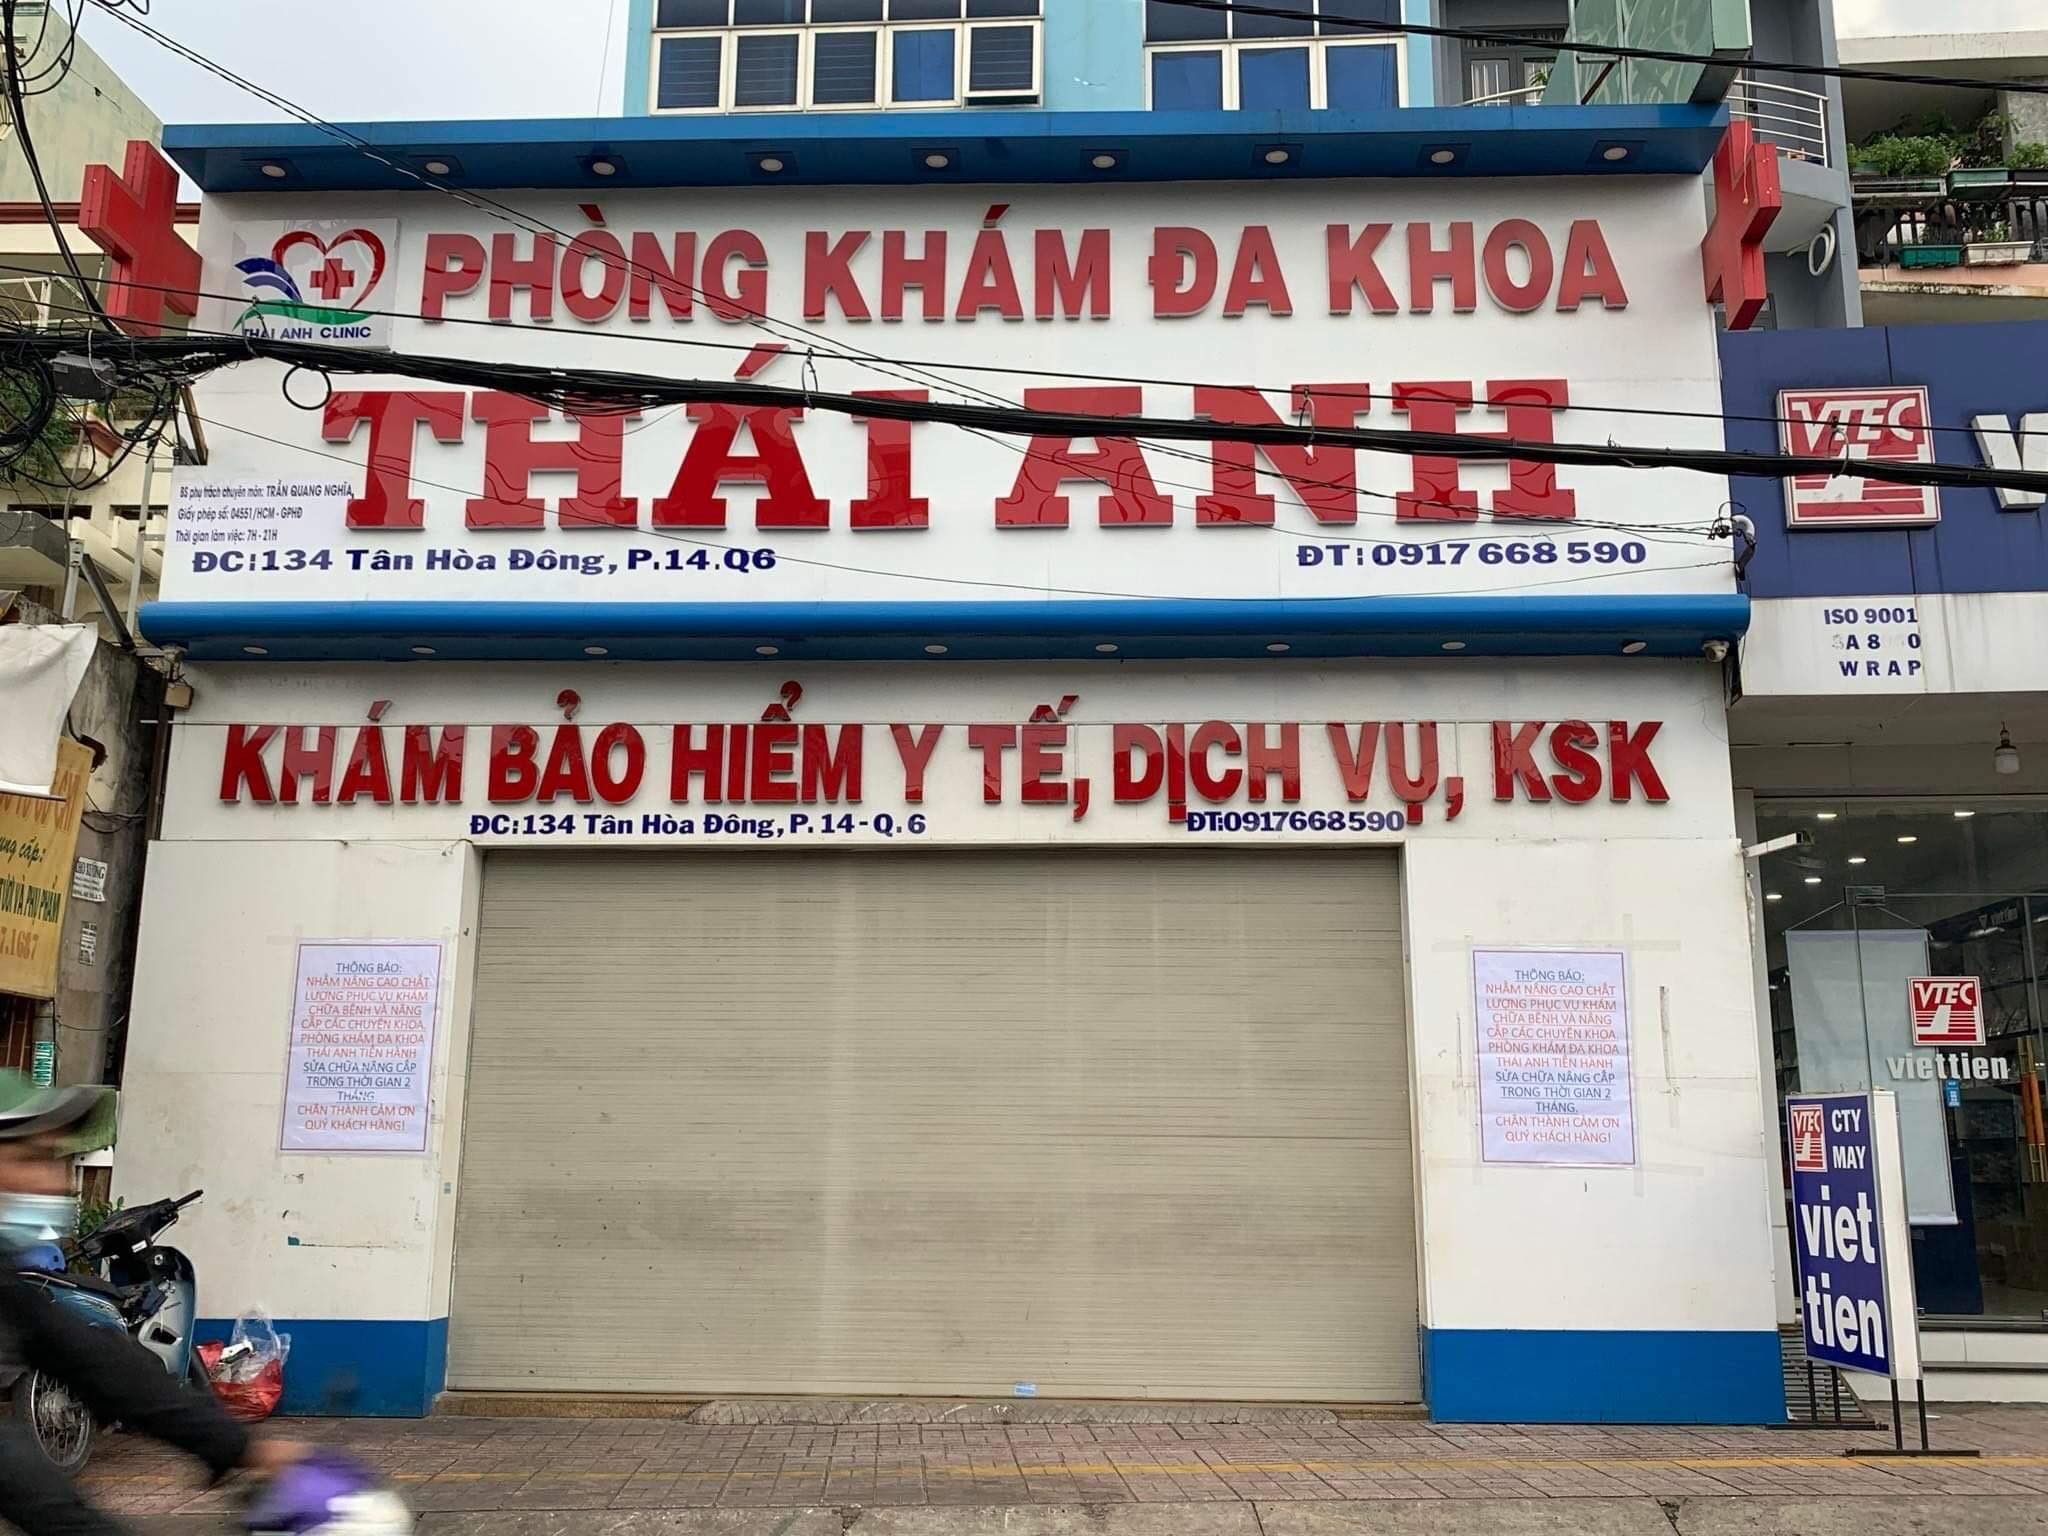 THÁI ANH CLINIC
PHÒNG KHÁM ĐA KHOA
THÁI ANH
BS phụ trách chuyên môn: TRẦN QUANG NGHĨA
Giấy phép số: 04551/HCM - GPHĐ
Thời gian làm việc: 7H - 21H
ĐC:134 Tân Hòa Đông, P.14.Q6
ĐT:0917 668 590
KHÁM BẢO HIỂM Y TẾ, DỊCH VỤ, KSK
ĐC:134 Tân Hòa Đông, P. 14 - Q. 6
ĐT:0917668590
THÔNG BÁO:
NHẰM NÂNG CAO CHẤT
LƯỢNG PHỤC VỤ KHÁM
CHỮA BỆNH VÀ NÂNG
CẤP CÁC CHUYÊN KHOA.
PHÒNG KHÁM ĐA KHOA
THÁI ANH TIẾN HÀNH
SỬA CHỮA NÂNG CẤP
TRONG THỜI GIAN 2
THÁNG.
CHÂN THÀNH CẢM ƠN
QUÝ KHÁCH HÀNG!
THÔNG BÁO:
NHẰM NÂNG CAO CHẤT
LƯỢNG PHỤC VỤ KHÁM
CHỮA BỆNH VÀ NÂNG
CẤP CÁC CHUYÊN KHOA.
PHÒNG KHÁM ĐA KHOA
THÁI ANH TIẾN HÀNH
SỬA CHỮA NÂNG CẤP
TRONG THỜI GIAN 2
THÁNG.
CHÂN THÀNH CẢM ƠN
QUÝ KHÁCH HÀNG!
VTEC
ISO 9001
WRAP
VTEC
viettien
VTEC
CTY
MAY
viet
tien